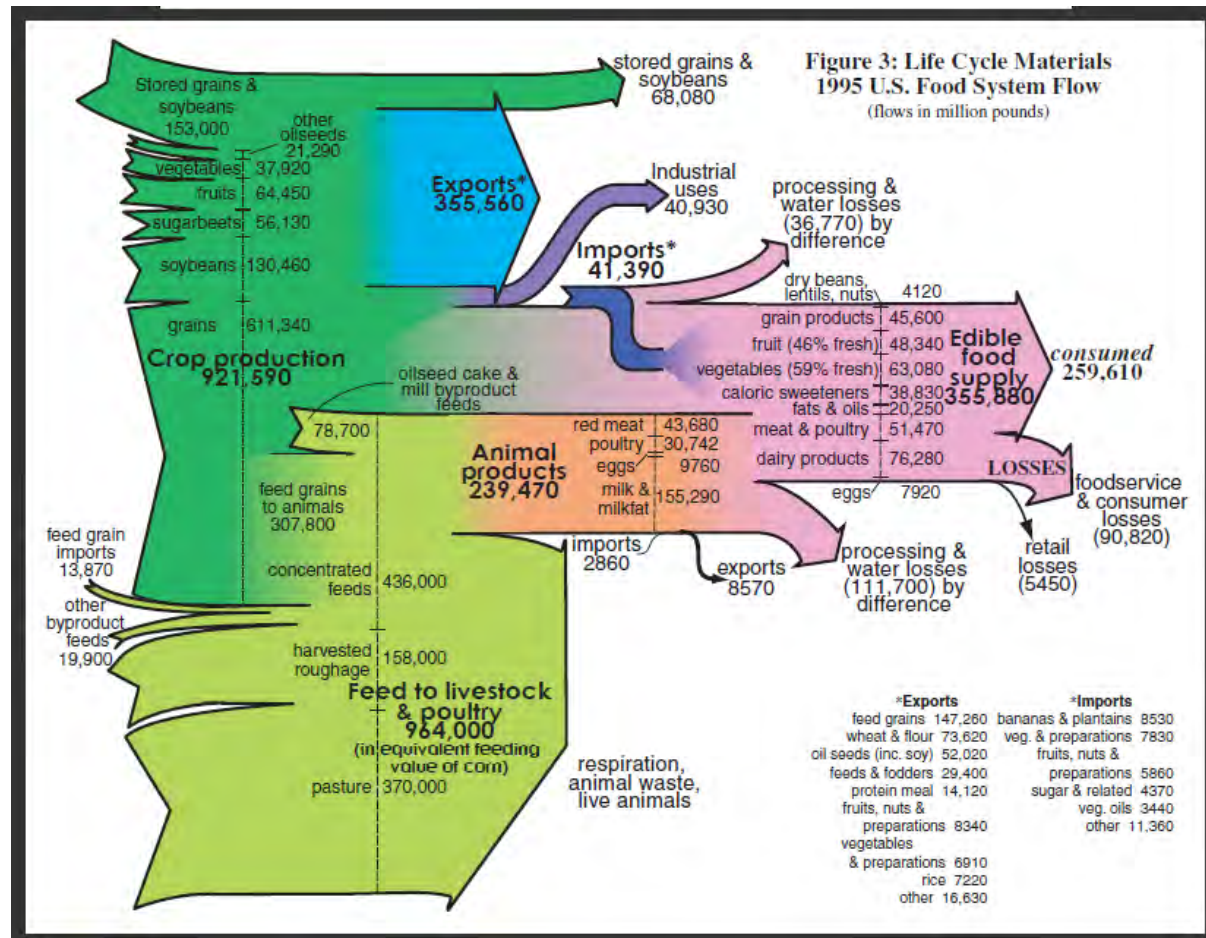 Figure 3: Life Cycle Materials
1995 U.S. Food System Flow
(flows in million pounds)
stored grains &
soybeans
68,080
Stored grains &
soybeans
153,000
other
oilseeds
21,290
vegetables 37,920
fruits 64,450
sugarbeets 56,130
soybeans 130,460
grains 611,340
Crop production
921,590
Exports*
355,560
Industrial
uses
40,930
Imports*
41,390
processing &
water losses
(36,770) by
difference
dry beans,
lentils, nuts 4120
grain products 45,600
fruit (46% fresh) 48,340
vegetables (59% fresh) 63,080
caloric sweeteners 38,830
fats & oils 20,250
meat & poultry 51,470
dairy products 76,280
eggs 7920
Edible
food
supply
355,880
consumed
259,610
LOSSES
foodservice
& consumer
losses
(90,820)
retail
losses
(5450)
oilseed cake &
mill byproduct
feeds
78,700
red meat 43,680
poultry 30,742
eggs 9760
milk &
milkfat 155,290
Animal
products
239,470
feed grains
to animals
307,800
imports
2860
exports
8570
processing &
water losses
(111,700) by
difference
feed grain
imports
13,870
other
byproduct
feeds
19,900
concentrated
feeds 436,000
harvested
roughage 158,000
Feed to livestock
& poultry
964,000
(in equivalent feeding
value of corn)
pasture 370,000
respiration,
animal waste,
live animals
*Exports
feed grains 147,260
wheat & flour 73,620
oil seeds (inc. soy) 52,020
feeds & fodders 29,400
protein meal 14,120
fruits, nuts &
preparations 8340
vegetables
& preparations 6910
rice 7220
other 16,630
*Imports
bananas & plantains 8530
veg. & preparations 7830
fruits, nuts &
preparations 5860
sugar & related 4370
veg. oils 3440
other 11,360